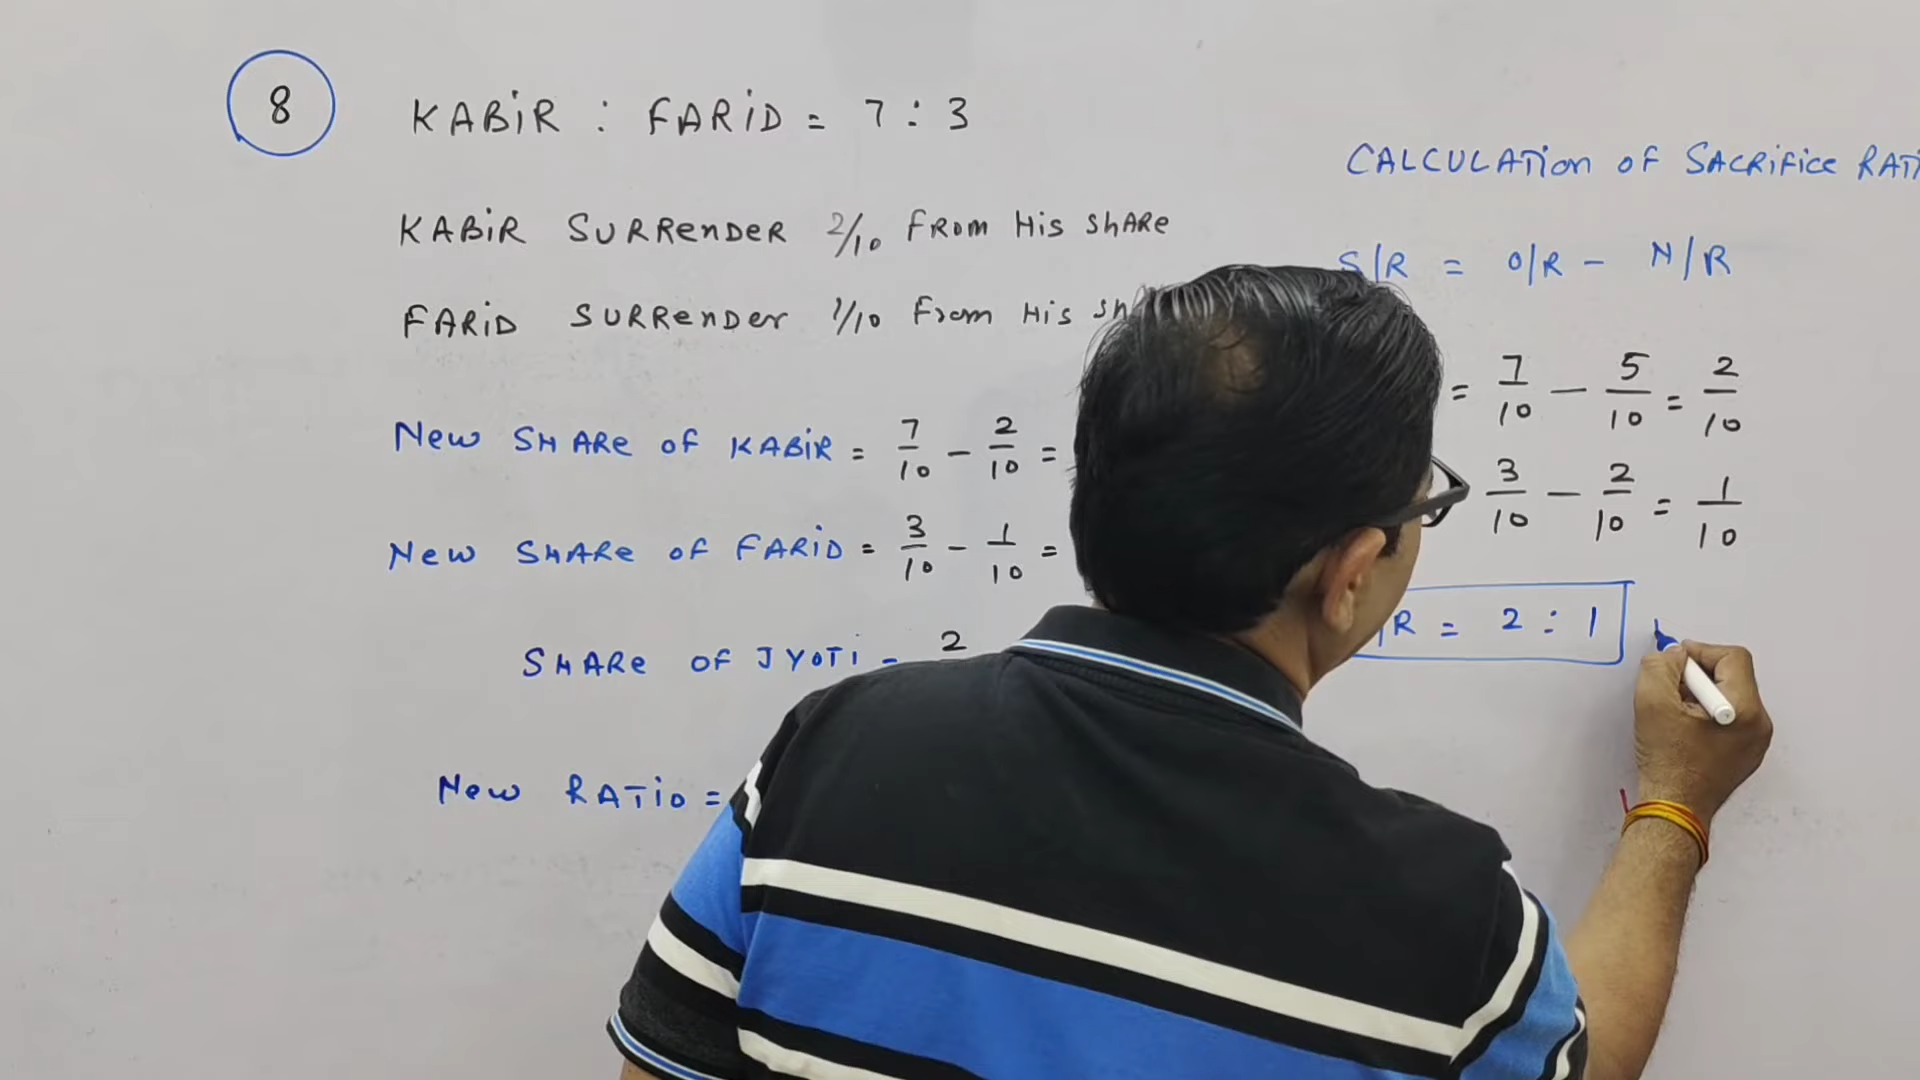 8
KABIR : FARID = 7 : 3
KABIR SURRENDER 2/10 FROM HIS SHARE
FARID SURRENDER 1/10 FROM HIS
NEW SHARE OF KABIR = 7/10 - 2/10 =
NEW SHARE OF FARID = 3/10 - 1/10 =
SHARE OF JYOTI = 2
NEW RATIO =
CALCULATION OF SACRIFICE
S/R = O/R - N/R
= 7/10 - 5/10 = 2/10
3/10 - 2/10 = 1/10
/R = 2 : 1